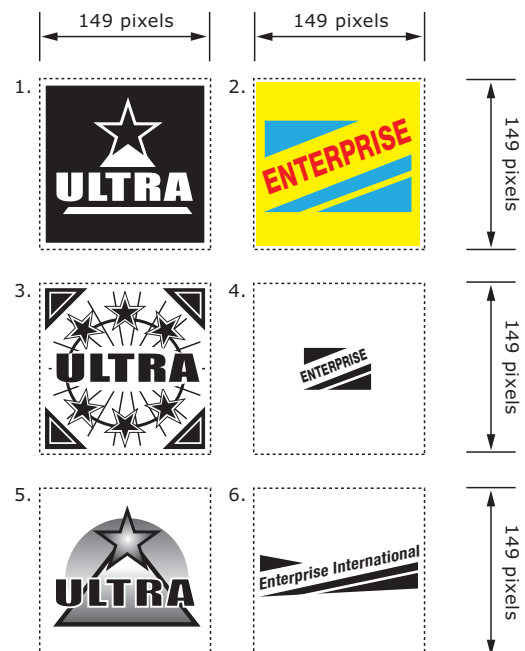 149 pixels 149 pixels
1. 2.
ULTRA ENTERPRISE
149 pixels
3. 4.
ULTRA ENTERPRISE
149 pixels
5. 6.
ULTRA Enterprise International
149 pixels